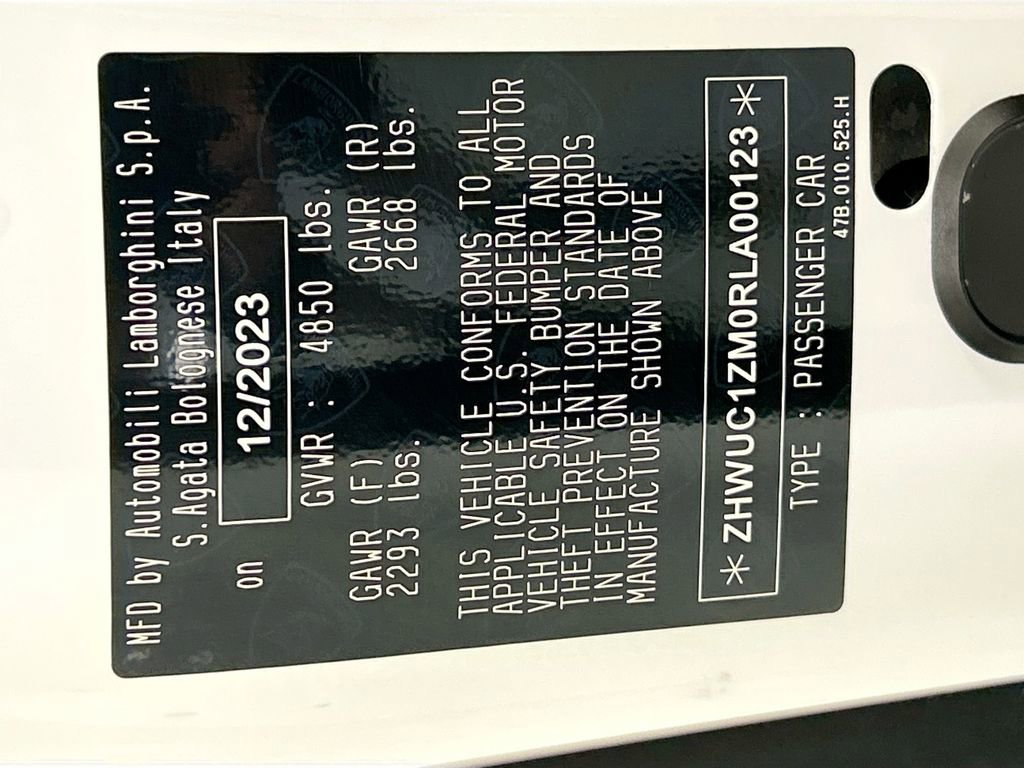 MFD by Automobili Lamborghini S.p.A.
S.Agata Bolognese Italy
on 12/2023
GVWR : 4850 lbs.
GAWR (F) GAWR (R)
2293 lbs. 2668 lbs.
THIS VEHICLE CONFORMS TO ALL
APPLICABLE U.S. FEDERAL MOTOR
VEHICLE SAFETY BUMPER AND
THEFT PREVENTION STANDARDS
IN EFFECT ON THE DATE OF
MANUFACTURE SHOWN ABOVE
* ZHWUC1ZM0RLA00123 *
TYPE : PASSENGER CAR
47B.010.525.H